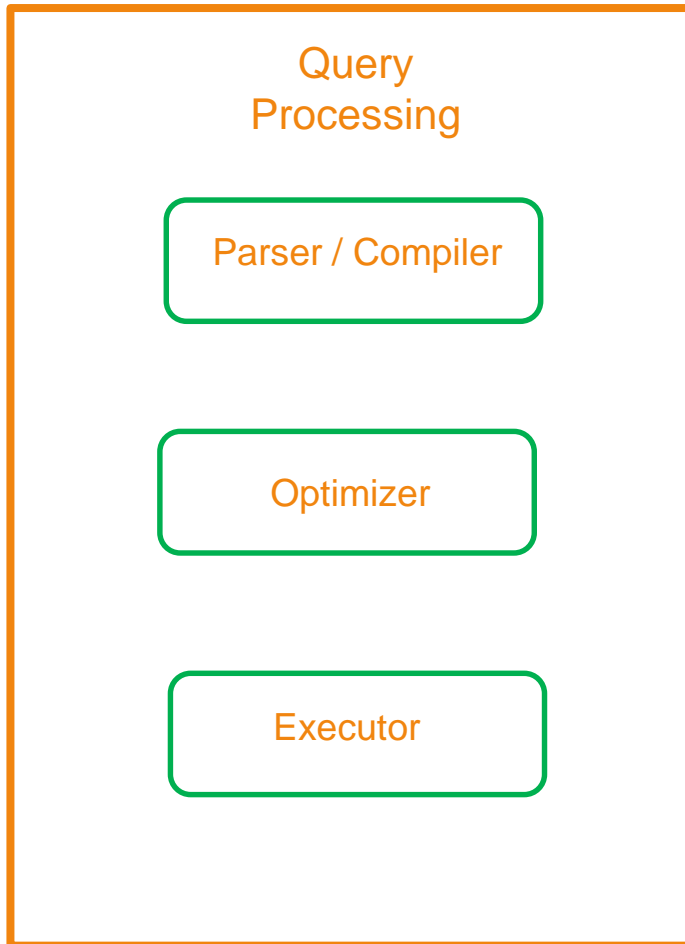 Query
Processing
Parser / Compiler
Optimizer
Executor